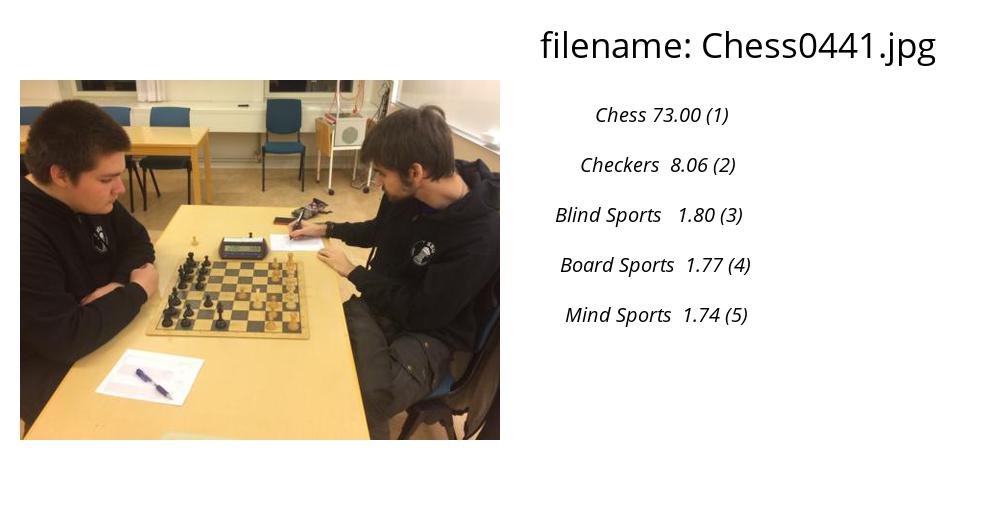 filename: Chess0441.jpg
Chess 73.00 (1)
Checkers 8.06 (2)
Blind Sports 1.80 (3)
Board Sports 1.77 (4)
Mind Sports 1.74 (5)